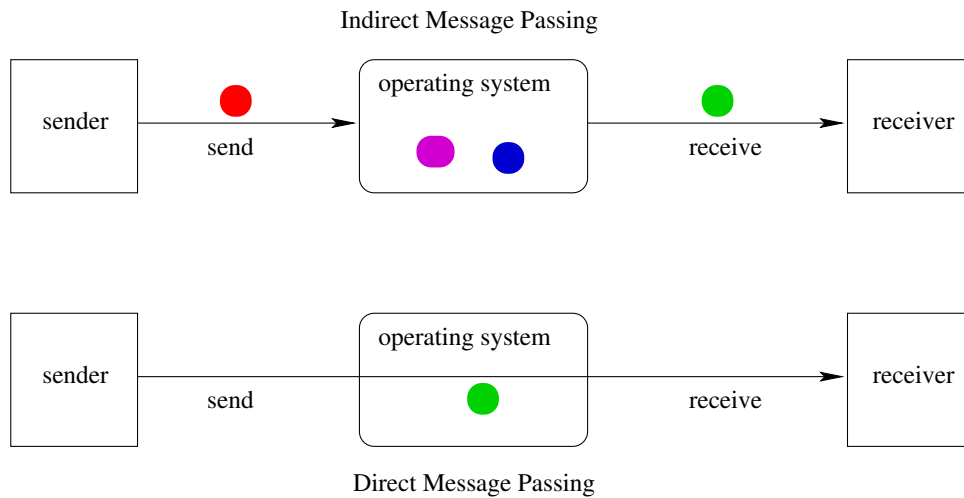 Indirect Message Passing
operating system
sender
send
receive
receiver
operating system
sender
send
receive
receiver
Direct Message Passing